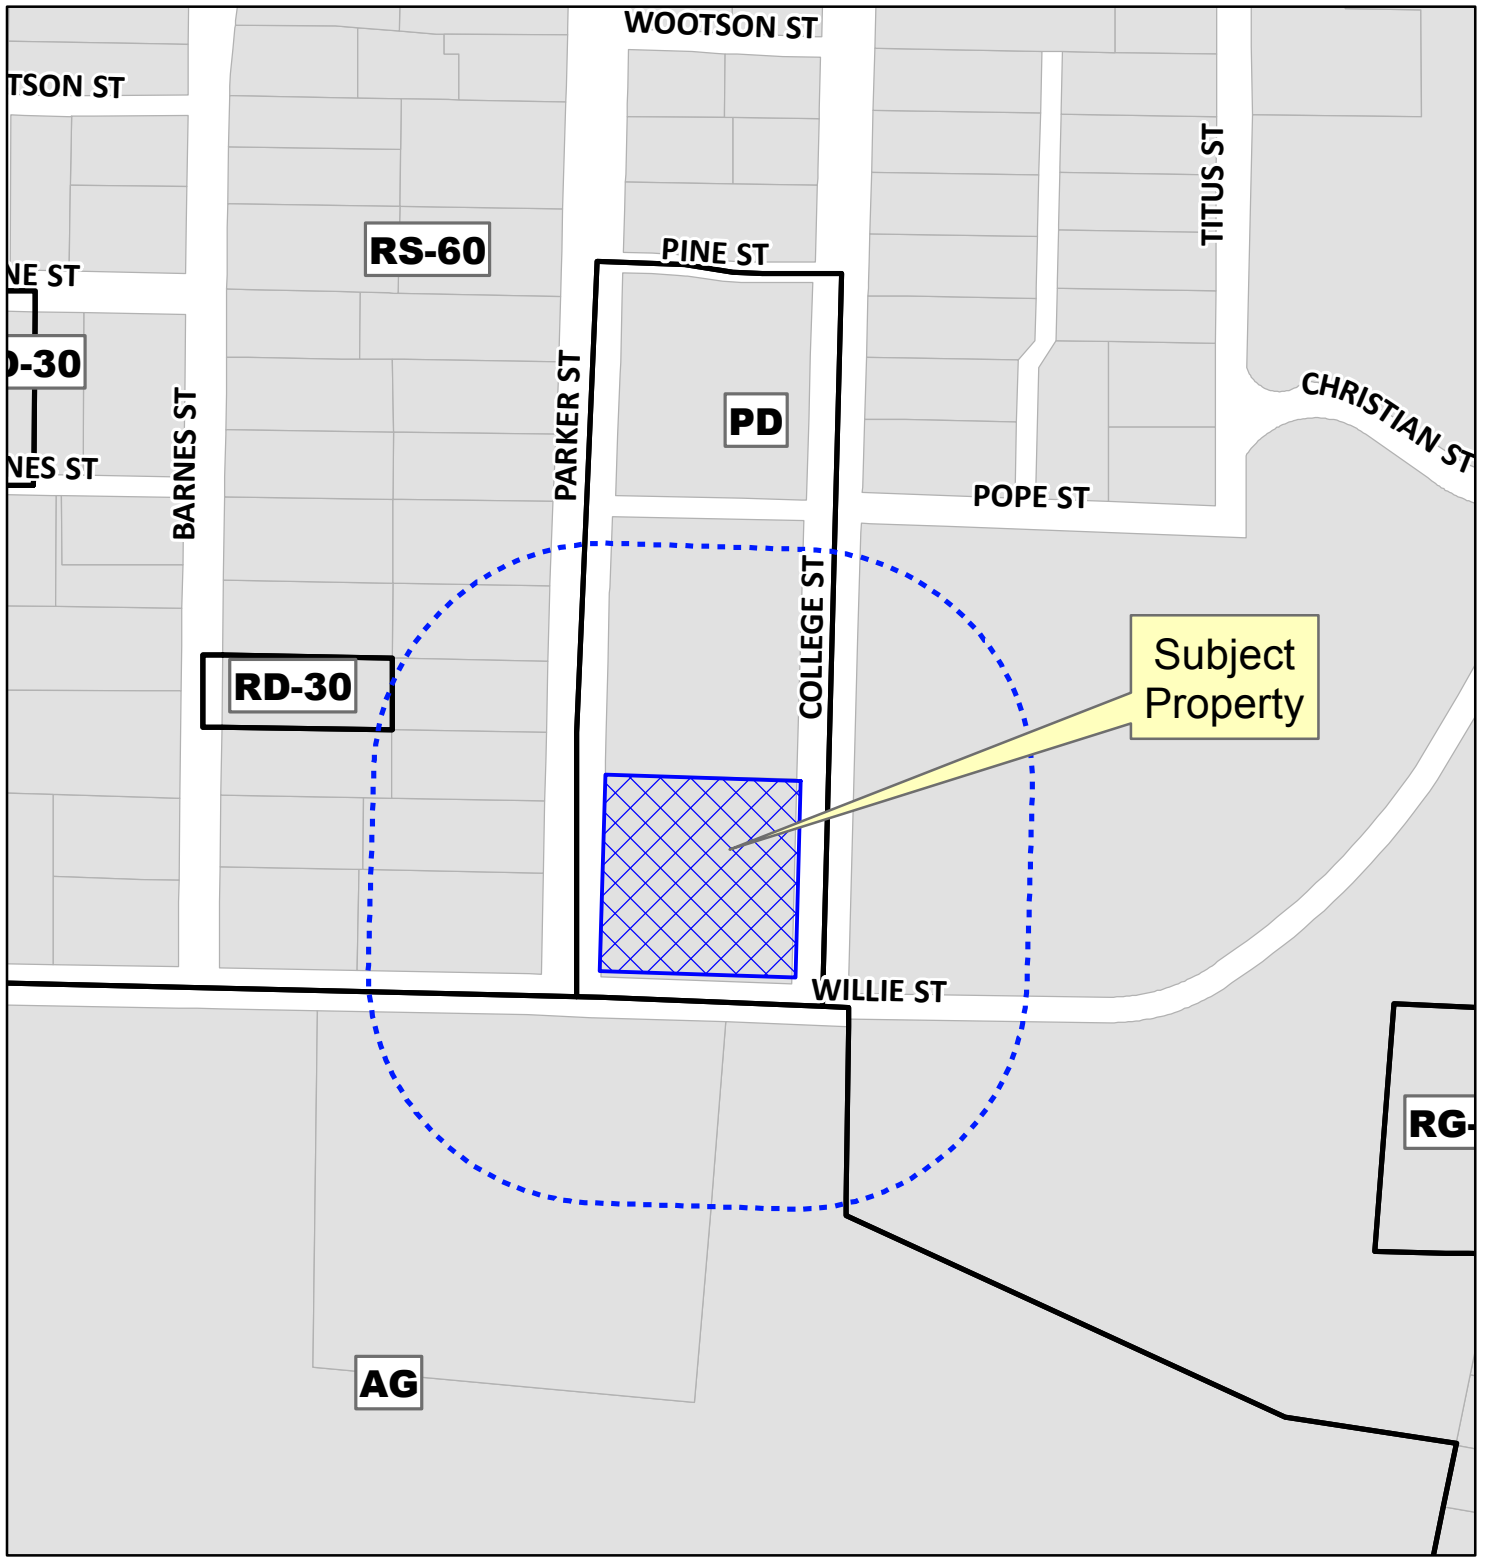 WOOTSON ST
TSON ST
TITUS ST
RS-60
PINE ST
NE ST
-30
PARKER ST
CHRISTIAN ST
BARNES ST
PD
NES ST
POPE ST
COLLEGE ST
Subject
Property
RD-30
WILLIE ST
RG-
AG